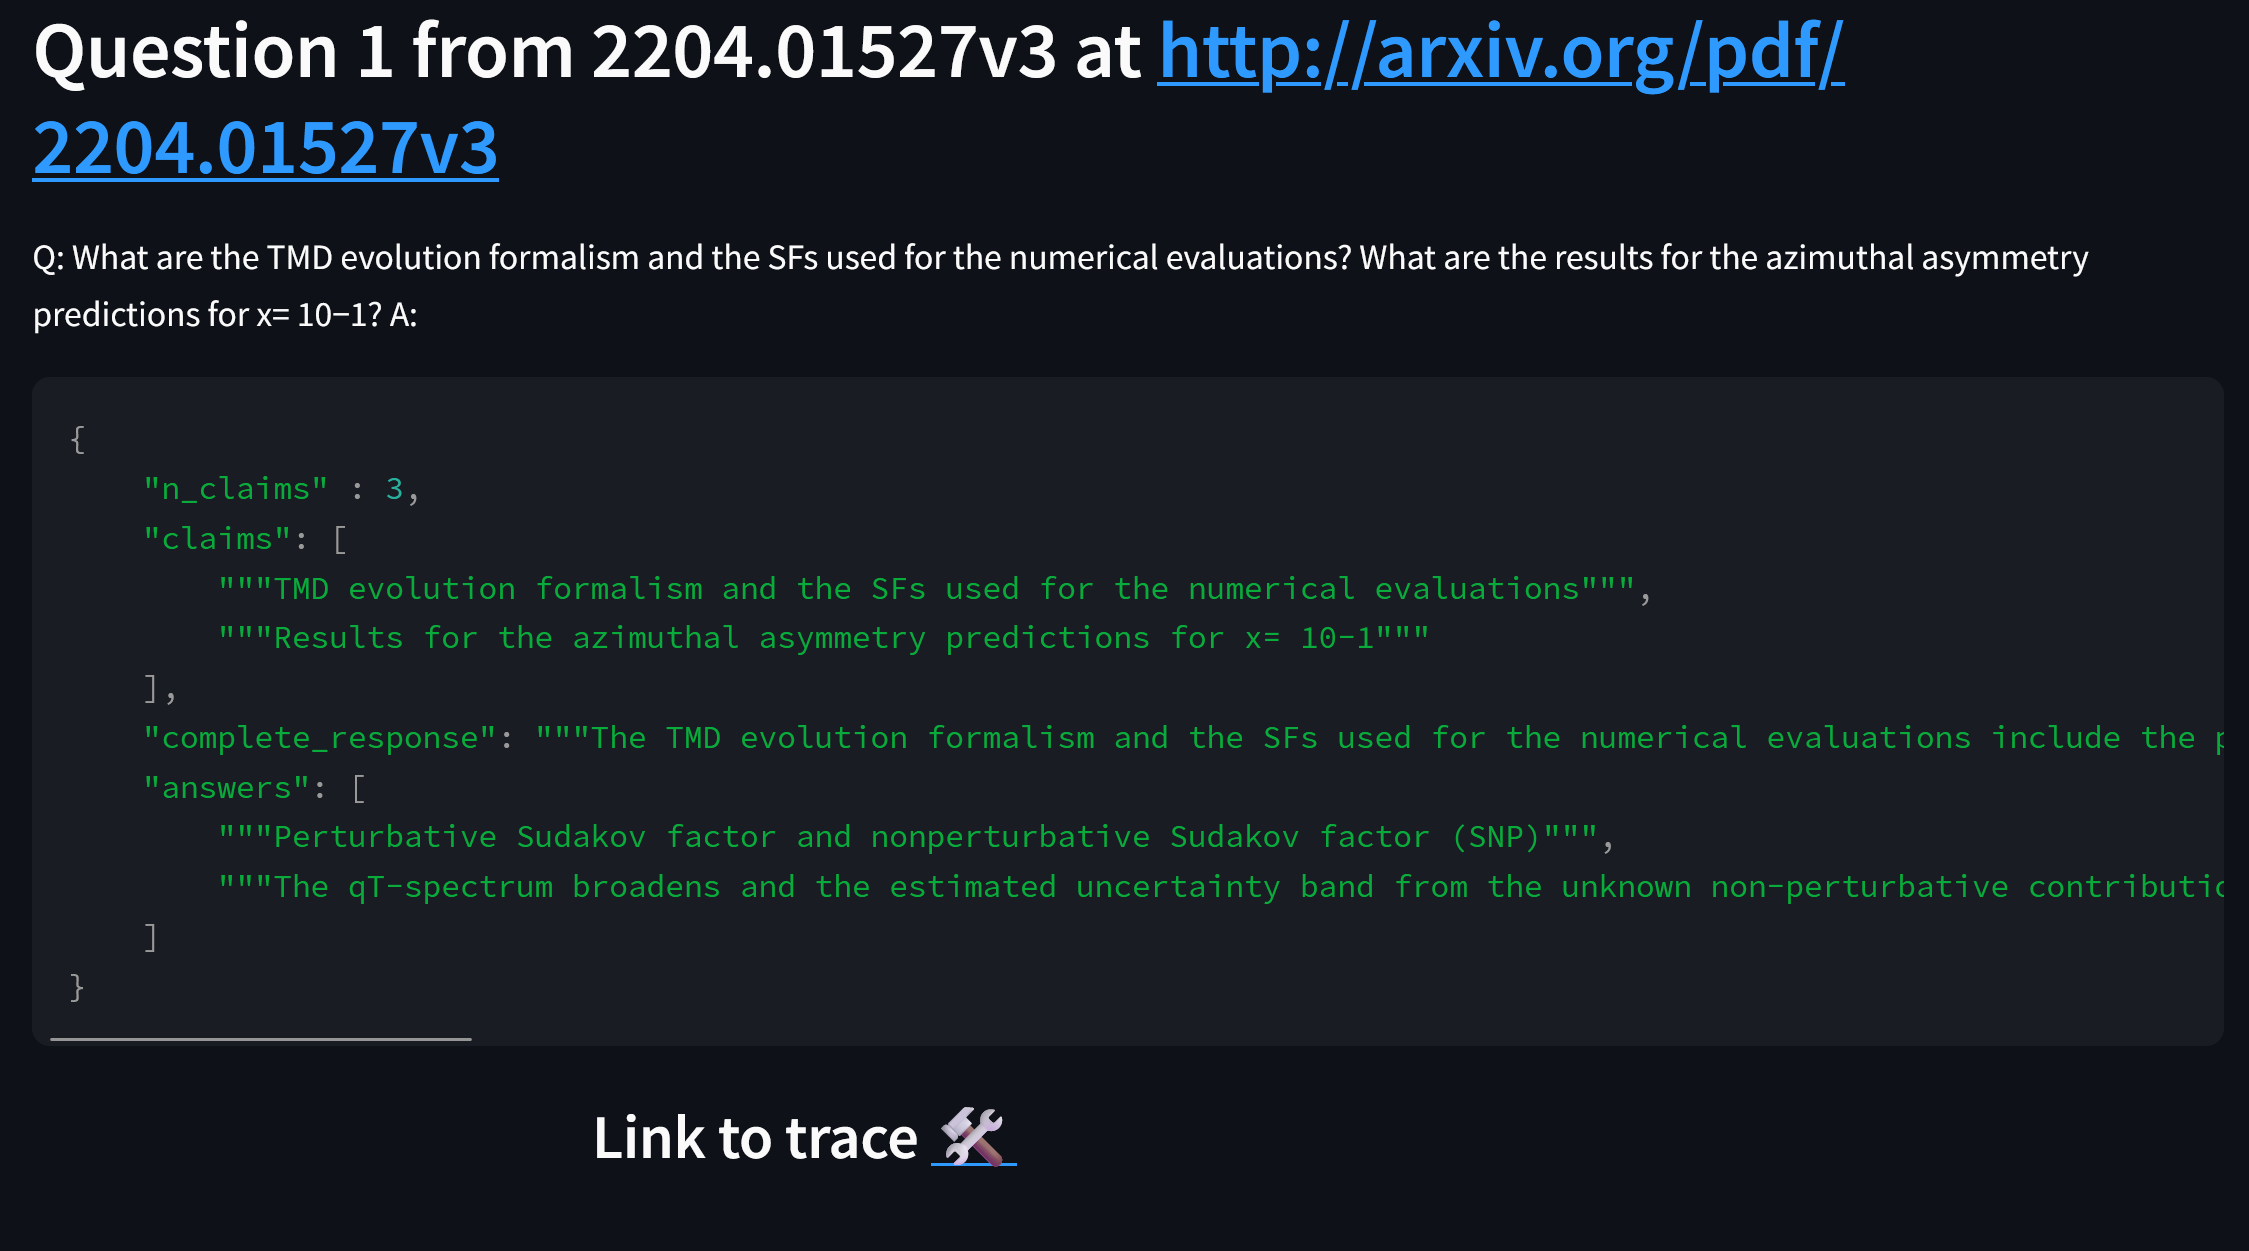 Question 1 from 2204.01527v3 at http://arxiv.org/pdf/
2204.01527v3
Q: What are the TMD evolution formalism and the SFs used for the numerical evaluations? What are the results for the azimuthal asymmetry
predictions for x= 10−1? A:
{
    "n_claims" : 3,
    "claims": [
        """TMD evolution formalism and the SFs used for the numerical evaluations""",
        """Results for the azimuthal asymmetry predictions for x= 10−1"""
    ],
    "complete_response": """The TMD evolution formalism and the SFs used for the numerical evaluations include the
    "answers": [
        """Perturbative Sudakov factor and nonperturbative Sudakov factor (SNP)""",
        """The qT-spectrum broadens and the estimated uncertainty band from the unknown non-perturbative
    ]
}
Link to trace 🛠️